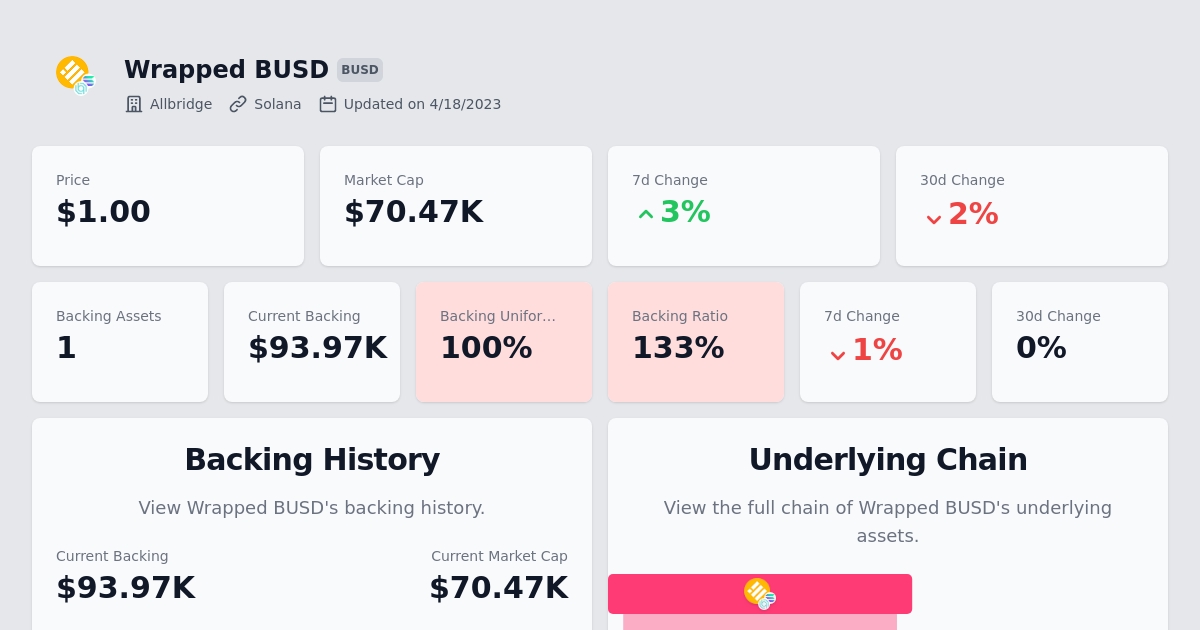 Wrapped BUSD BUSD
Allbridge Solana Updated on 4/18/2023
Price Market Cap 7d Change 30d Change
$1.00 $70.47K 3% 2%
Backing Assets Current Backing Backing Unifor... Backing Ratio 7d Change 30d Change
1 $93.97K 100% 133% 1% 0%
Backing History
View Wrapped BUSD's backing history.
Current Backing Current Market Cap
$93.97K $70.47K
Underlying Chain
View the full chain of Wrapped BUSD's underlying
assets.